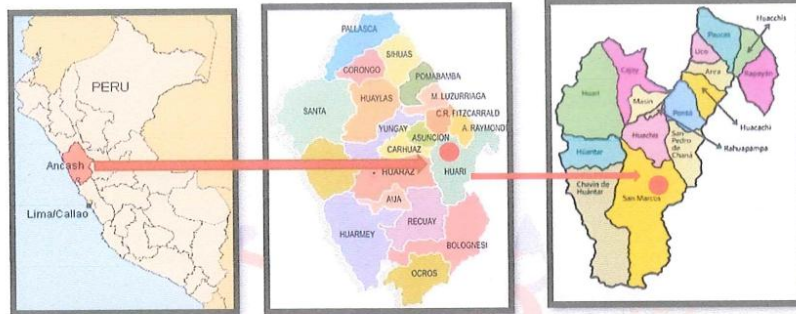 PERU
Ancash
Lima/Callao
PALLASCA
SIHUAS
CORONGO
POMABAMBA
HUAYLAS
M. LUZURRIAGA
SANTA
C.R. FITZCARRALD
YUNGAY
ASUNCION
A. RAYMONDI
CARHUAZ
HUARAZ
HUARI
AIJA
RECUAY
HUARMEY
BOLOGNESI
OCROS
Huacchis
Paucas
Uco
Rapayán
Cajay
Huari
Anra
Masin
Pontó
Huachis
Huacachi
San
Pedro
de
Chaná
Rahuapampa
Huántar
Chavín de
Huántar
San Marcos